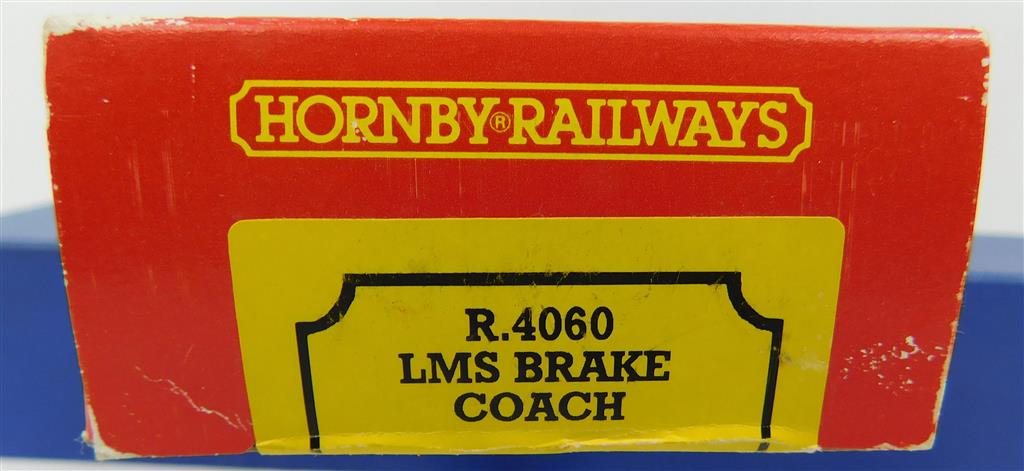 HORNBY® RAILWAYS
R.4060
LMS BRAKE
COACH